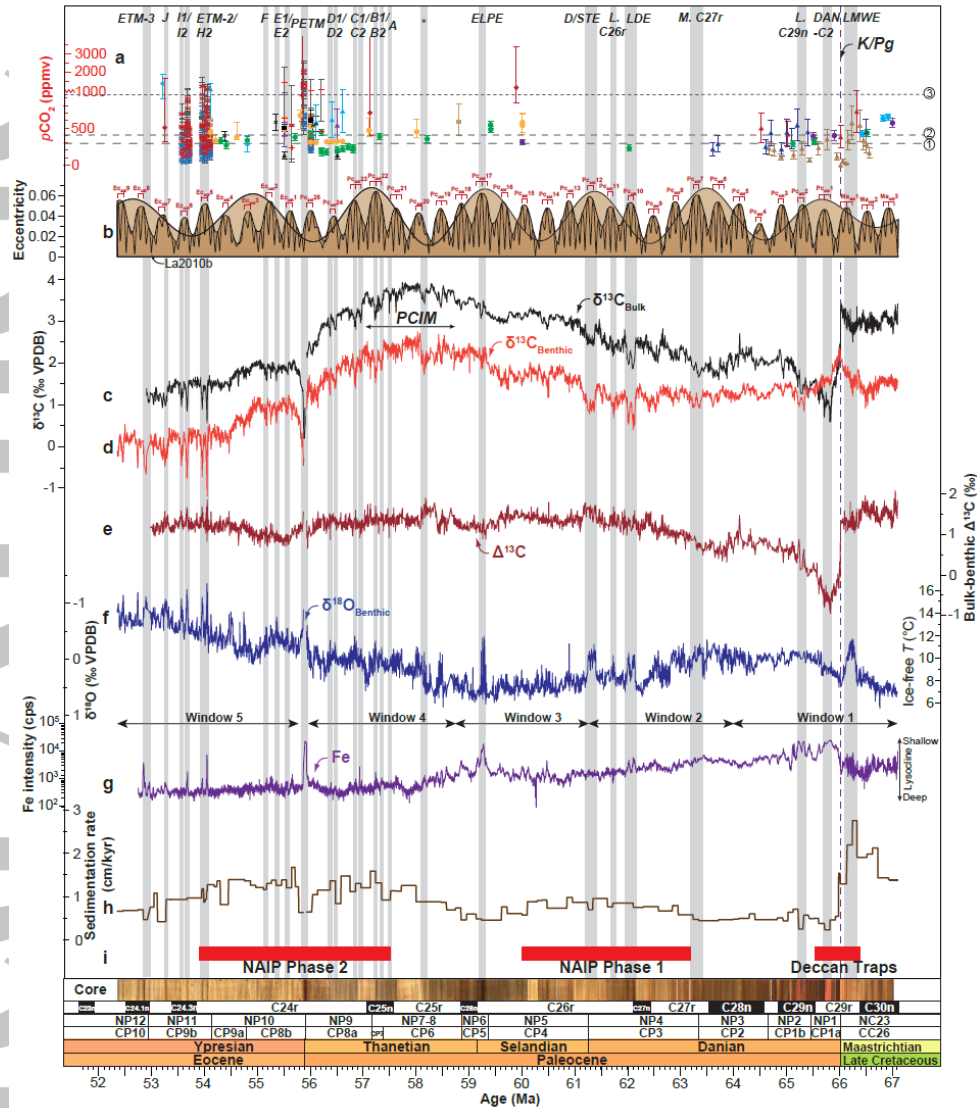 ETM-3 J I1/ ETM-2/ F E1/ PETM D1/ C1/ B1/ A * ELPE D/STE L. LDE M. C27r L. DAN LMWE
I2 H2 E2 D2 C2 B2 C26r C29n -C2 K/Pg
a
pCO2 (ppmv)
3000
2000
1000
500
0
③
②
①
b
Eccentricity
0.06
0.04
0.02
0
La2010b
4
3
2
1
0
-1
δ13C (‰ VPDB)
PCIM
δ13CBulk
δ13CBenthic
c
d
e
Δ13C
2
1
0
-1
Bulk-benthic Δ13C (‰)
f
δ18OBenthic
-1
0
1
δ18O (‰ VPDB)
16
14
12
10
8
6
Ice-free T (°C)
Window 5 Window 4 Window 3 Window 2 Window 1
g
Fe
10⁵
10⁴
10³
10²
Fe intensity (cps)
Shallow
Lysocline
Deep
h
3
2
1
0
Sedimentation rate
(cm/kyr)
i
NAIP Phase 2 NAIP Phase 1 Deccan Traps
Core
C24.1n C24.3n C24r C25n C25r C26n C26r C27n C27r C28n C29n C29r C30n
NP12 NP11 NP10 NP9 NP7-8 NP6 NP5 NP4 NP3 NP2 NP1 NC23
CP10 CP9b CP9a CP8b CP8a CP7 CP6 CP5 CP4 CP3 CP2 CP1b CP1a CC26
Ypresian Thanetian Selandian Danian Maastrichtian
Eocene Paleocene Late Cretaceous
52 53 54 55 56 57 58 59 60 61 62 63 64 65 66 67
Age (Ma)